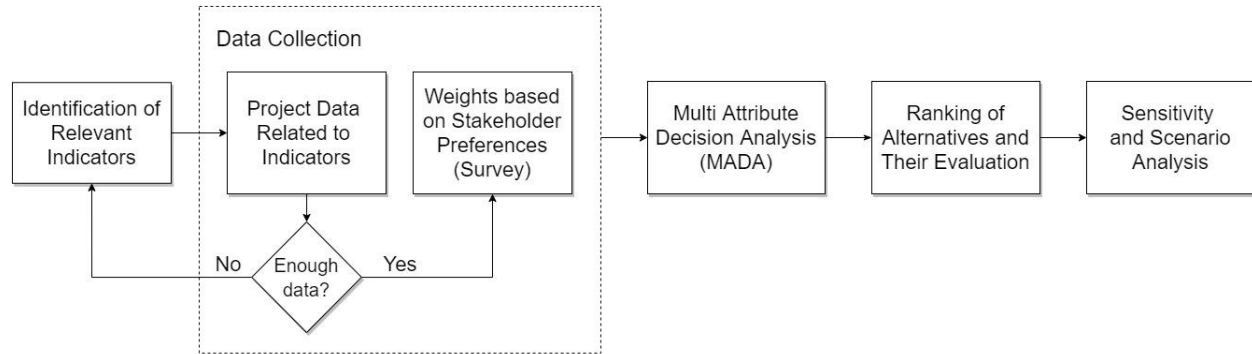 Data Collection
Identification of
Relevant
Indicators
Project Data
Related to
Indicators
Weights based
on Stakeholder
Preferences
(Survey)
Multi Attribute
Decision Analysis
(MADA)
Ranking of
Alternatives and
Their Evaluation
Sensitivity
and Scenario
Analysis
No
Enough
data?
Yes